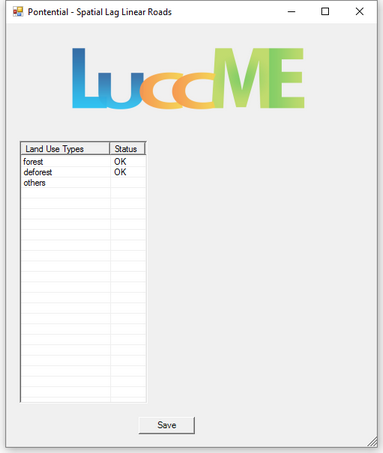 Pontential - Spatial Lag Linear Roads
LuccME
Land Use Types Status
forest OK
deforest OK
others
Save